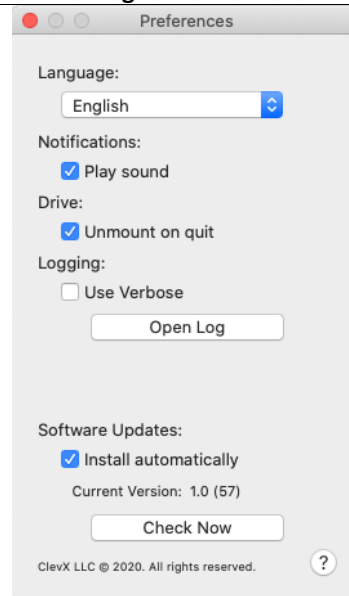 Preferences
Language:
English
Notifications:
Play sound
Drive:
Unmount on quit
Logging:
Use Verbose
Open Log
Software Updates:
Install automatically
Current Version: 1.0 (57)
Check Now
ClevX LLC © 2020. All rights reserved.
?